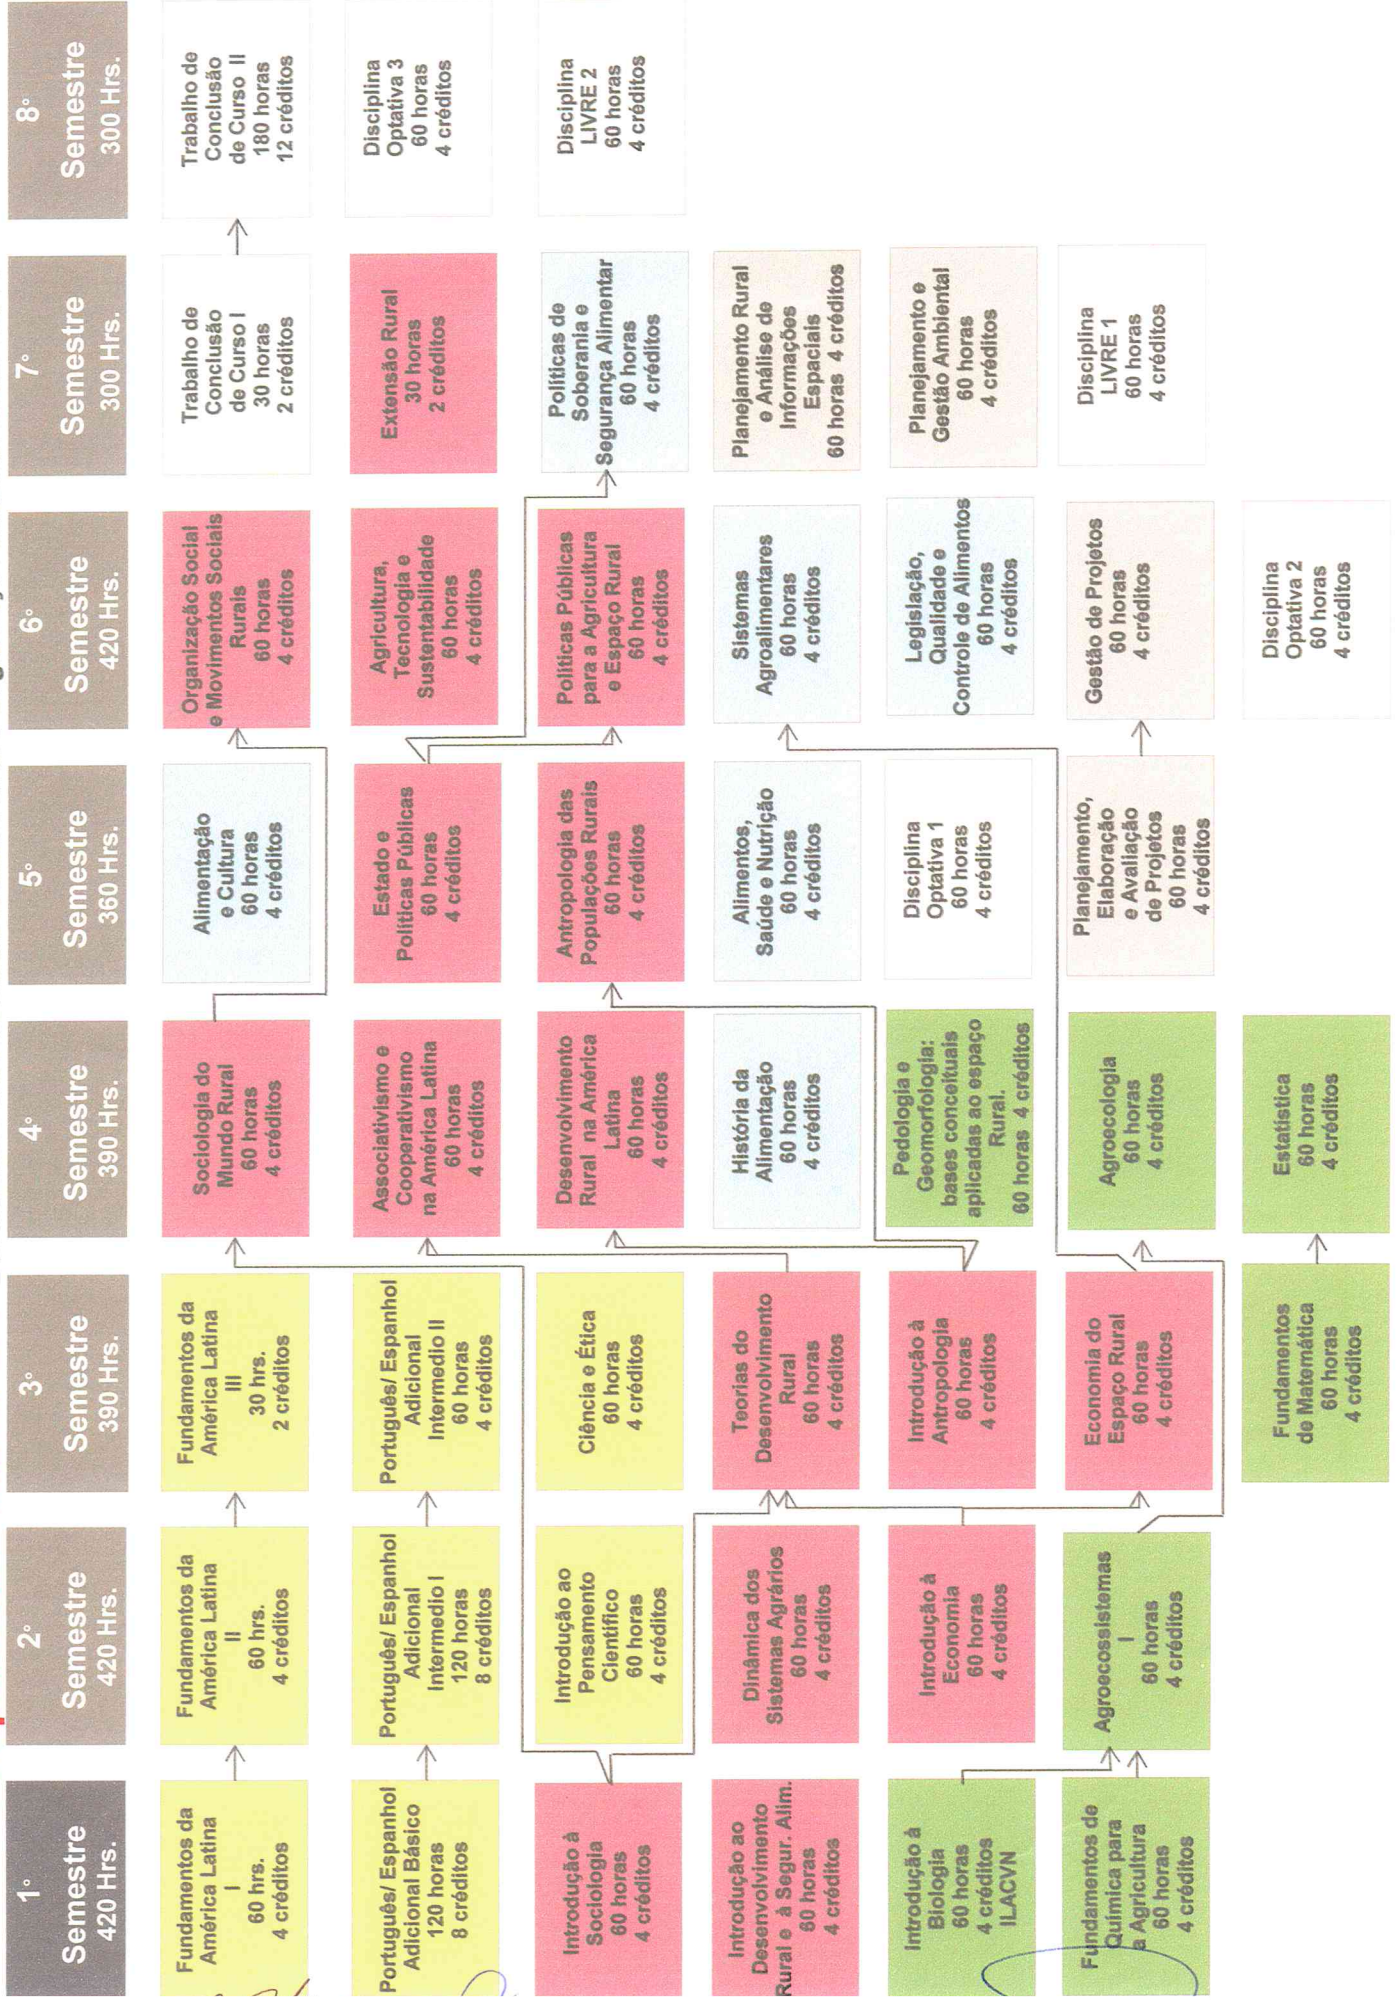 1º
Semestre
420 Hrs.
Fundamentos da
América Latina
I
60 hrs.
4 créditos
Português/ Espanhol
Adicional Básico
120 horas
8 créditos
Introdução à
Sociologia
60 horas
4 créditos
Introdução ao
Desenvolvimento
Rural e à Segur. Alim.
60 horas
4 créditos
Introdução à
Biologia
60 horas
4 créditos
ILACVN
Fundamentos de
Química para
a Agricultura
60 horas
4 créditos
2º
Semestre
420 Hrs.
Fundamentos da
América Latina
II
60 hrs.
4 créditos
Português/ Espanhol
Adicional
Intermedio I
120 horas
8 créditos
Introdução ao
Pensamento
Cientifico
60 horas
4 créditos
Dinâmica dos
Sistemas Agrários
60 horas
4 créditos
Introdução à
Economia
60 horas
4 créditos
Agroecossistemas
I
60 horas
4 créditos
3º
Semestre
390 Hrs.
Fundamentos da
América Latina
III
30 hrs.
2 créditos
Português/ Espanhol
Adicional
Intermedio II
60 horas
4 créditos
Ciência e Ética
60 horas
4 créditos
Teorias do
Desenvolvimento
Rural
60 horas
4 créditos
Introdução à
Antropologia
60 horas
4 créditos
Economia do
Espaço Rural
60 horas
4 créditos
Fundamentos
de Matemática
60 horas
4 créditos
4º
Semestre
390 Hrs.
Sociologia do
Mundo Rural
60 horas
4 créditos
Associativismo e
Cooperativismo
na América Latina
60 horas
4 créditos
Desenvolvimento
Rural na América
Latina
60 horas
4 créditos
História da
Alimentação
60 horas
4 créditos
Pedologia e
Geomorfologia:
bases conceituais
aplicadas ao espaço
Rural.
60 horas 4 créditos
Agroecologia
60 horas
4 créditos
Estatística
60 horas
4 créditos
5º
Semestre
360 Hrs.
Alimentação
e Cultura
60 horas
4 créditos
Estado e
Políticas Públicas
60 horas
4 créditos
Antropologia das
Populações Rurais
60 horas
4 créditos
Alimentos,
Saúde e Nutrição
60 horas
4 créditos
Disciplina
Optativa 1
60 horas
4 créditos
Planejamento,
Elaboração
e Avaliação
de Projetos
60 horas
4 créditos
6º
Semestre
420 Hrs.
Organização Social
e Movimentos Sociais
Rurais
60 horas
4 créditos
Agricultura,
Tecnologia e
Sustentabilidade
60 horas
4 créditos
Políticas Públicas
para a Agricultura
e Espaço Rural
60 horas
4 créditos
Sistemas
Agroalimentares
60 horas
4 créditos
Legislação,
Qualidade e
Controle de Alimentos
60 horas
4 créditos
Gestão de Projetos
60 horas
4 créditos
Disciplina
Optativa 2
60 horas
4 créditos
7º
Semestre
300 Hrs.
Trabalho de
Conclusão
de Curso I
30 horas
2 créditos
Extensão Rural
30 horas
2 créditos
Políticas de
Soberania e
Segurança Alimentar
60 horas
4 créditos
Planejamento Rural
e Análise de
Informações
Espaciais
60 horas 4 créditos
Planejamento e
Gestão Ambiental
60 horas
4 créditos
Disciplina
LIVRE 1
60 horas
4 créditos
8º
Semestre
300 Hrs.
Trabalho de
Conclusão
de Curso II
180 horas
12 créditos
Disciplina
Optativa 3
60 horas
4 créditos
Disciplina
LIVRE 2
60 horas
4 créditos